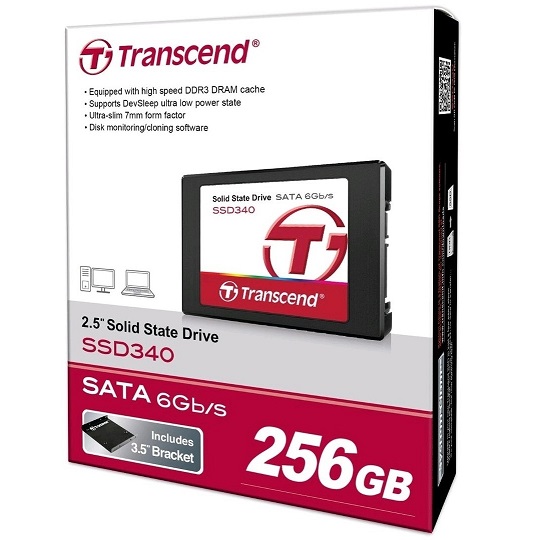 Transcend®
• Equipped with high speed DDR3 DRAM cache
• Supports DevSleep ultra low power state
• Ultra-slim 7mm form factor
• Disk monitoring/cloning software
Solid State Drive SATA 6Gb/s
SSD340
Transcend®
2.5" Solid State Drive
SSD340
SATA 6Gb/s
Includes
3.5" Bracket
256GB